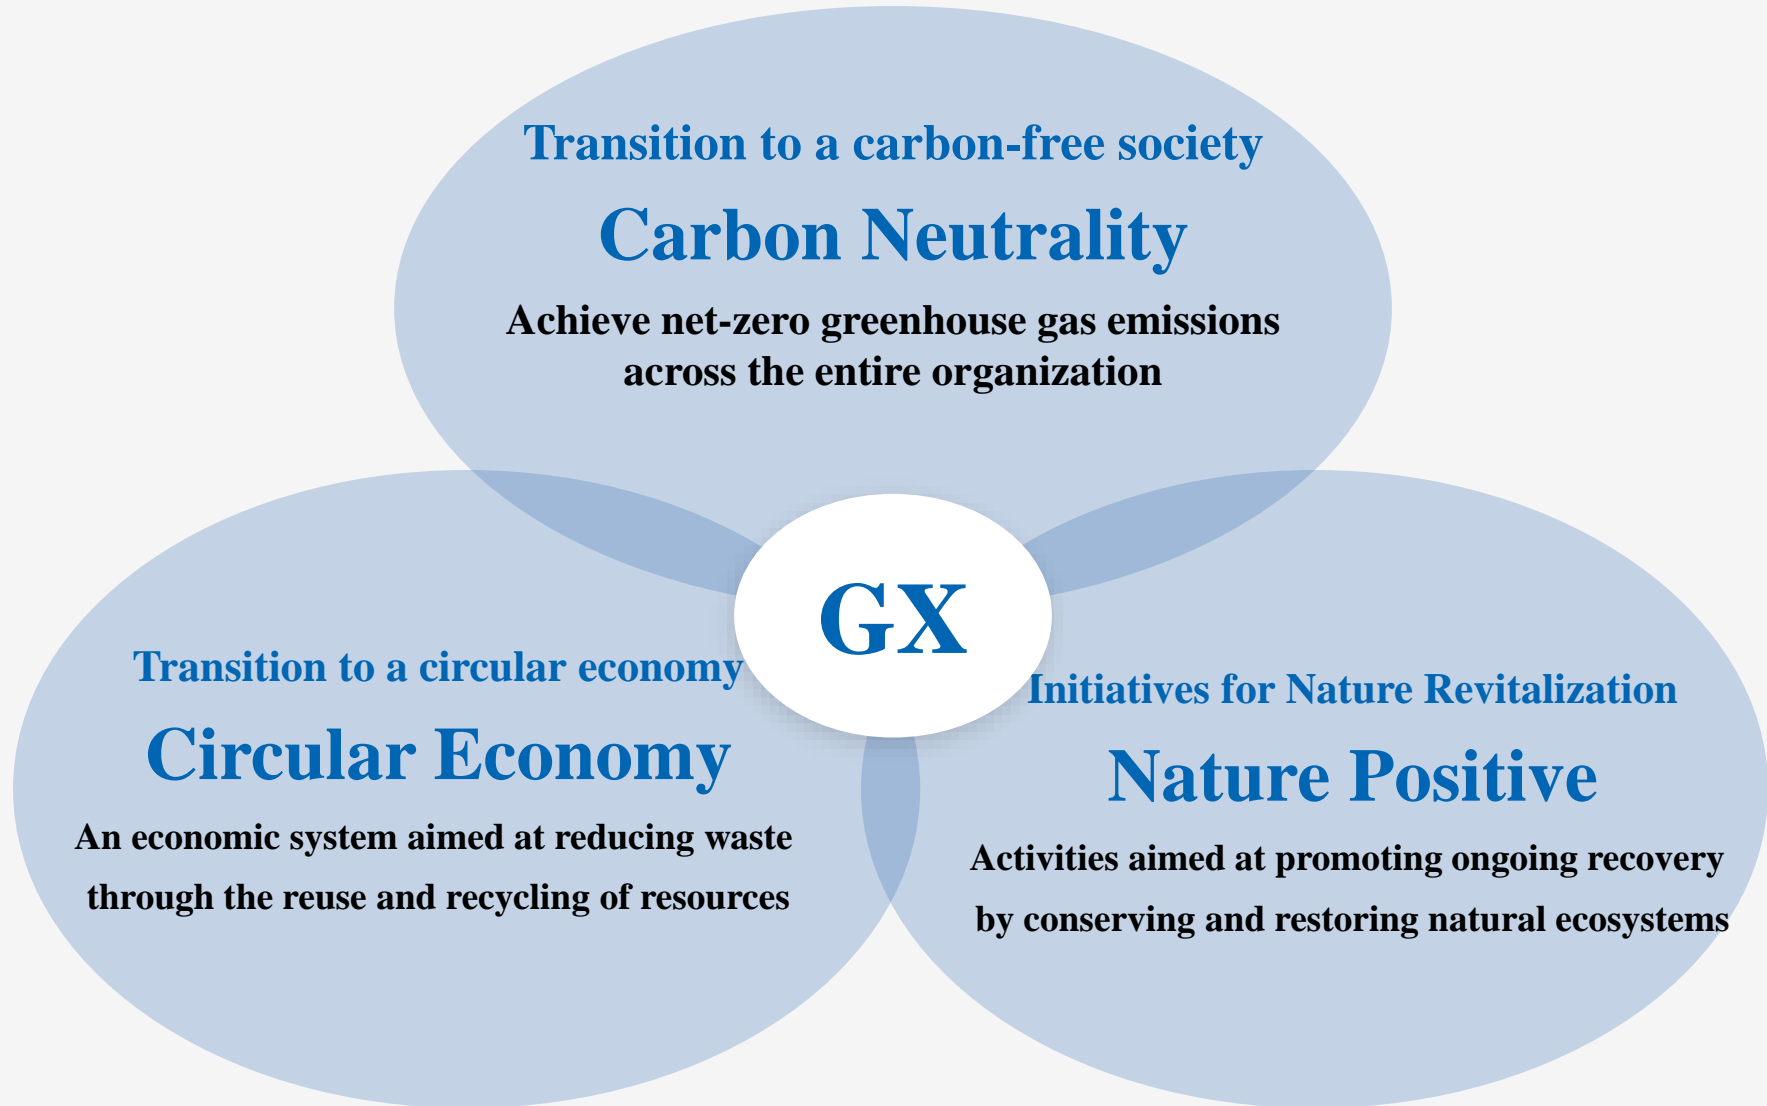 Transition to a carbon-free society
Carbon Neutrality
Achieve net-zero greenhouse gas emissions
across the entire organization
GX
Transition to a circular economy
Circular Economy
An economic system aimed at reducing waste
through the reuse and recycling of resources
Initiatives for Nature Revitalization
Nature Positive
Activities aimed at promoting ongoing recovery
by conserving and restoring natural ecosystems